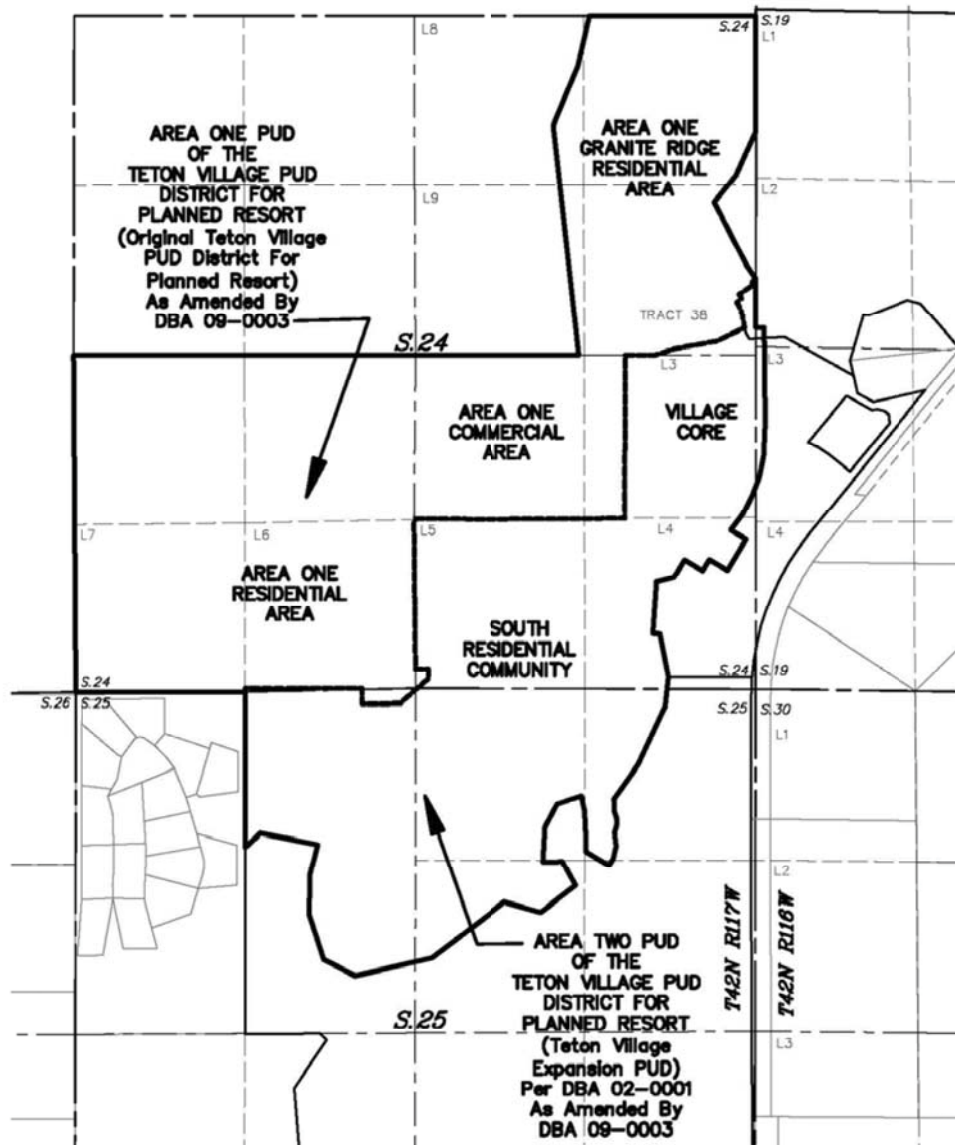 L8
S.24
S.19
L1
AREA ONE PUD
OF THE
TETON VILLAGE PUD
DISTRICT FOR
PLANNED RESORT
(Original Teton Village
PUD District For
Planned Resort)
As Amended By
DBA 09-0003
AREA ONE
GRANITE RIDGE
RESIDENTIAL
AREA
L9
L2
TRACT 38
S.24
L3
L3
AREA ONE
COMMERCIAL
AREA
VILLAGE
CORE
L7
L6
L5
L4
L4
AREA ONE
RESIDENTIAL
AREA
SOUTH
RESIDENTIAL
COMMUNITY
S.24
S.24
S.19
S.26
S.25
S.25
S.30
L1
L2
AREA TWO PUD
OF THE
TETON VILLAGE PUD
DISTRICT FOR
PLANNED RESORT
(Teton Village
Expansion PUD)
Per DBA 02-0001
As Amended By
DBA 09-0003
T42N R117W
T42N R116W
S.25
L3